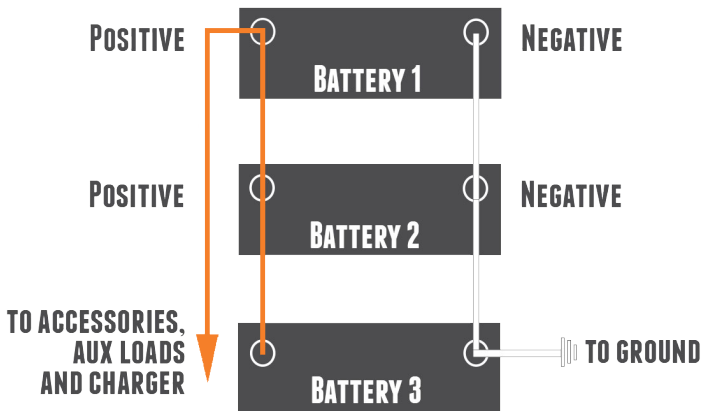 POSITIVE
NEGATIVE
BATTERY 1
POSITIVE
NEGATIVE
BATTERY 2
TO ACCESSORIES,
AUX LOADS
AND CHARGER
TO GROUND
BATTERY 3